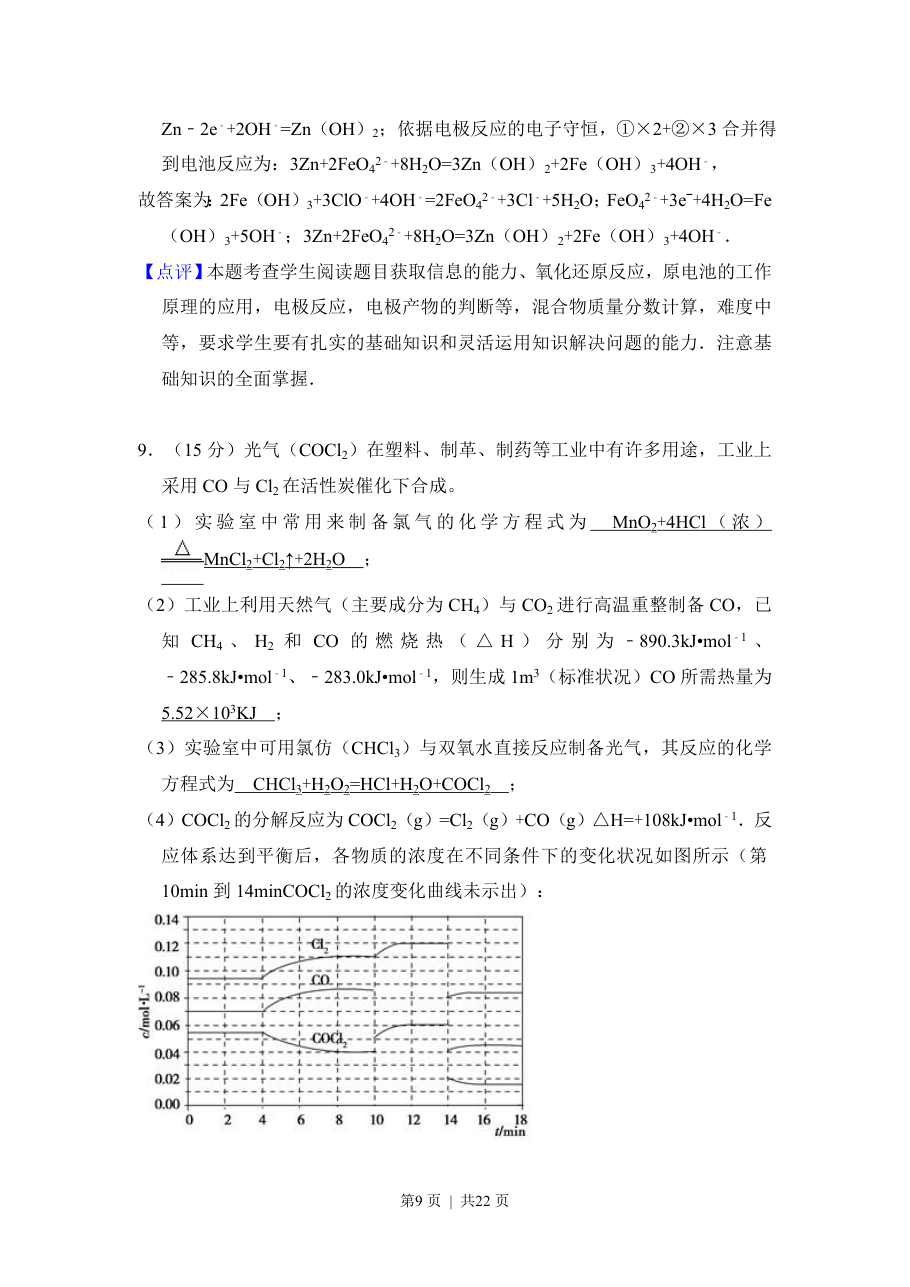 Zn﹣2e﹣+2OH﹣=Zn（OH）2；依据电极反应的电子守恒，①×2+②×3 合并得
到电池反应为：3Zn+2FeO42﹣+8H2O=3Zn（OH）2+2Fe（OH）3+4OH﹣，
故答案为：2Fe（OH）3+3ClO﹣+4OH﹣=2FeO42﹣+3Cl﹣+5H2O；FeO42﹣+3e‾+4H2O=Fe
（OH）3+5OH﹣；3Zn+2FeO42﹣+8H2O=3Zn（OH）2+2Fe（OH）3+4OH﹣．
【点评】本题考查学生阅读题目获取信息的能力、氧化还原反应，原电池的工作
原理的应用，电极反应，电极产物的判断等，混合物质量分数计算，难度中
等，要求学生要有扎实的基础知识和灵活运用知识解决问题的能力．注意基
础知识的全面掌握．
9．（15 分）光气（COCl2）在塑料、制革、制药等工业中有许多用途，工业上
采用 CO 与 Cl2 在活性炭催化下合成。
（1）实验室中常用来制备氯气的化学方程式为 MnO2+4HCl（浓）
△ MnCl2+Cl2↑+2H2O ；
（2）工业上利用天然气（主要成分为 CH4）与 CO2 进行高温重整制备 CO，已
知 CH4、H2 和 CO 的燃烧热（△H）分别为﹣890.3kJ•mol﹣1、
﹣285.8kJ•mol﹣1、﹣283.0kJ•mol﹣1，则生成 1m3（标准状况）CO 所需热量为
5.52×103KJ ；
（3）实验室中可用氯仿（CHCl3）与双氧水直接反应制备光气，其反应的化学
方程式为 CHCl3+H2O2=HCl+H2O+COCl2 ；
（4）COCl2 的分解反应为 COCl2（g）=Cl2（g）+CO（g）△H=+108kJ•mol﹣1．反
应体系达到平衡后，各物质的浓度在不同条件下的变化状况如图所示（第
10min 到 14minCOCl2 的浓度变化曲线未示出）：
c/mol•L-1
0.14
0.12
0.10
0.08
0.06
0.04
0.02
0.00
Cl2
CO
COCl2
0 2 4 6 8 10 12 14 16 18
t/min
第9 页 | 共22 页